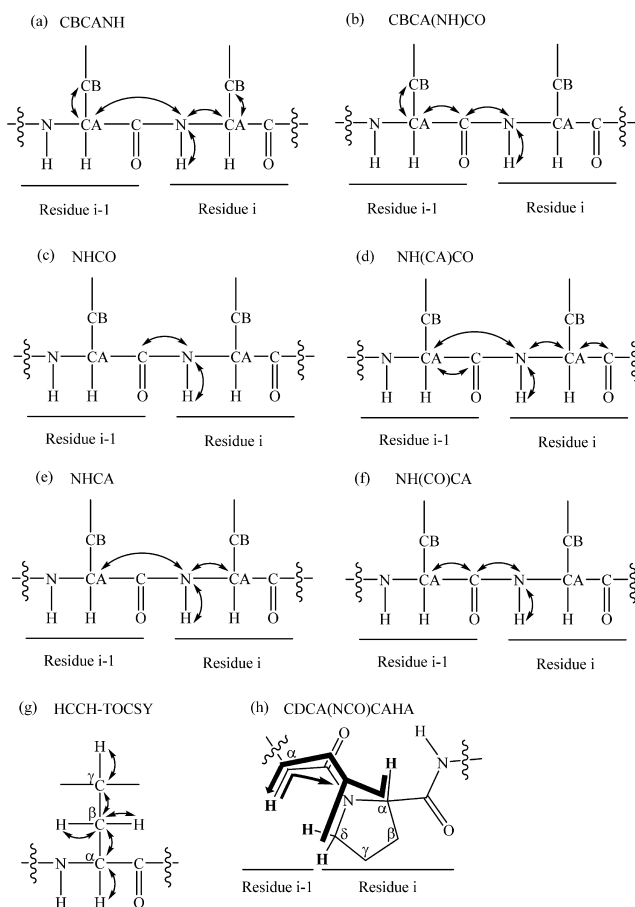 (a) CBCANH
CB CB
N CA C N CA C
H H O H H O
Residue i-1 Residue i
(b) CBCA(NH)CO
CB CB
N CA C N CA C
H H O H H O
Residue i-1 Residue i
(c) NHCO
CB CB
N CA C N CA C
H H O H H O
Residue i-1 Residue i
(d) NH(CA)CO
CB CB
N CA C N CA C
H H O H H O
Residue i-1 Residue i
(e) NHCA
CB CB
N CA C N CA C
H H O H H O
Residue i-1 Residue i
(f) NH(CO)CA
CB CB
N CA C N CA C
H H O H H O
Residue i-1 Residue i
(g) HCCH-TOCSY
H
γ C
β
H C H
α
N C C
H H O
(h) CDCA(NCO)CAHA
O H
α H N
H N α
H δ β O
H γ
Residue i-1 Residue i